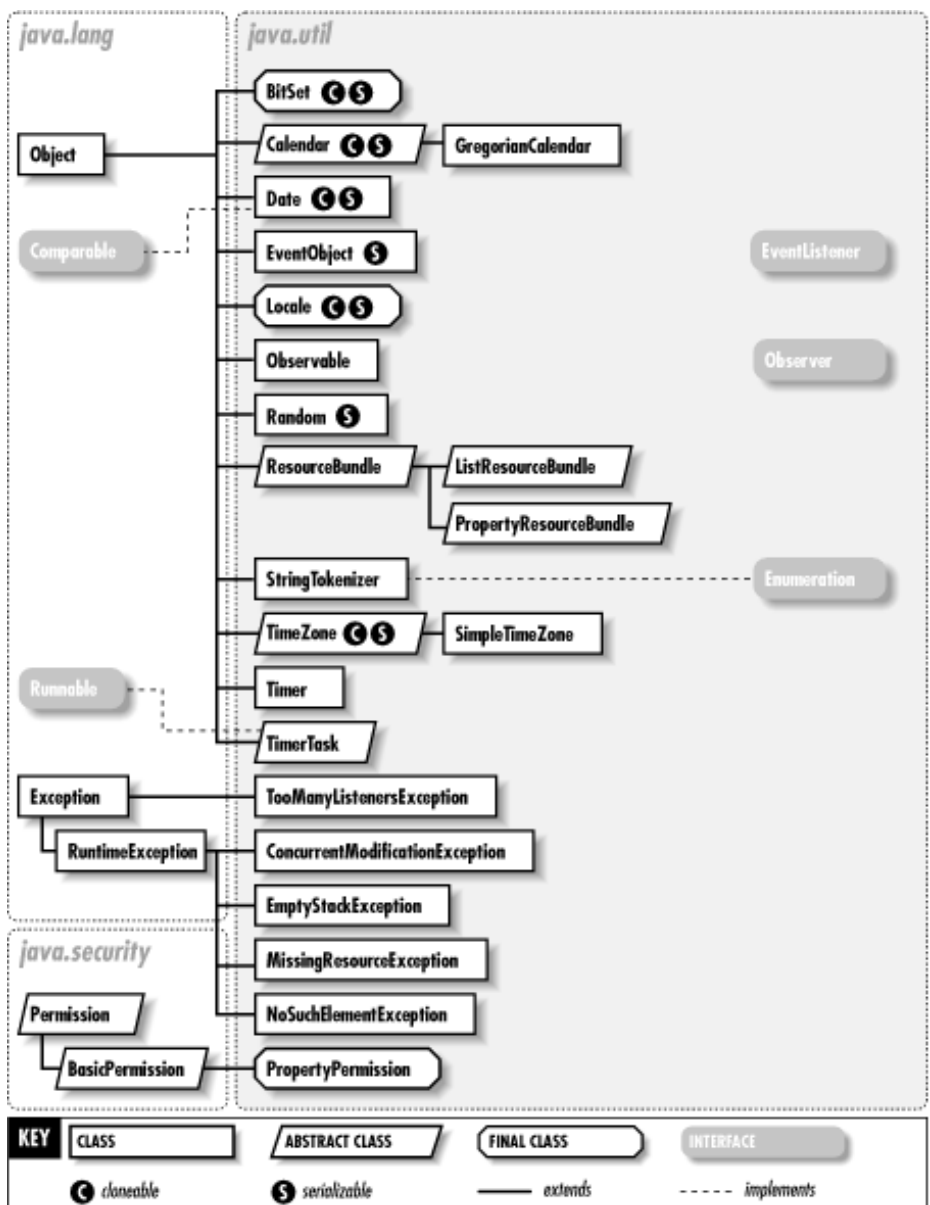 java.lang
java.util
BitSet C S
Object
Calendar C S
GregorianCalendar
Date C S
Comparable
EventObject S
EventListener
Locale C S
Observable
Observer
Random S
ResourceBundle
ListResourceBundle
PropertyResourceBundle
StringTokenizer
Enumeration
TimeZone C S
SimpleTimeZone
Runnable
Timer
TimerTask
Exception
TooManyListenersException
RuntimeException
ConcurrentModificationException
EmptyStackException
java.security
MissingResourceException
Permission
NoSuchElementException
BasicPermission
PropertyPermission
KEY
CLASS
ABSTRACT CLASS
FINAL CLASS
INTERFACE
C cloneable
S serializable
extends
implements